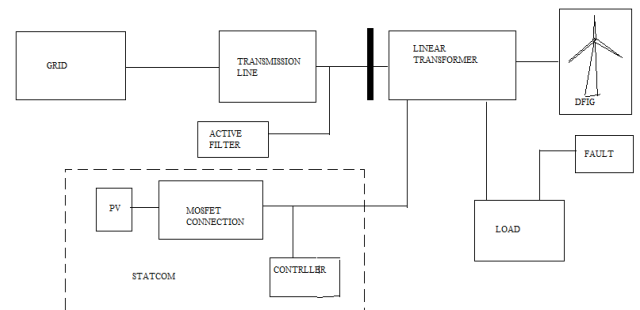 GRID
TRANSMISSION
LINE
LINEAR
TRANSFORMER
DFIG
ACTIVE
FILTER
FAULT
PV
MOSFET
CONNECTION
LOAD
CONTRLLER
STATCOM